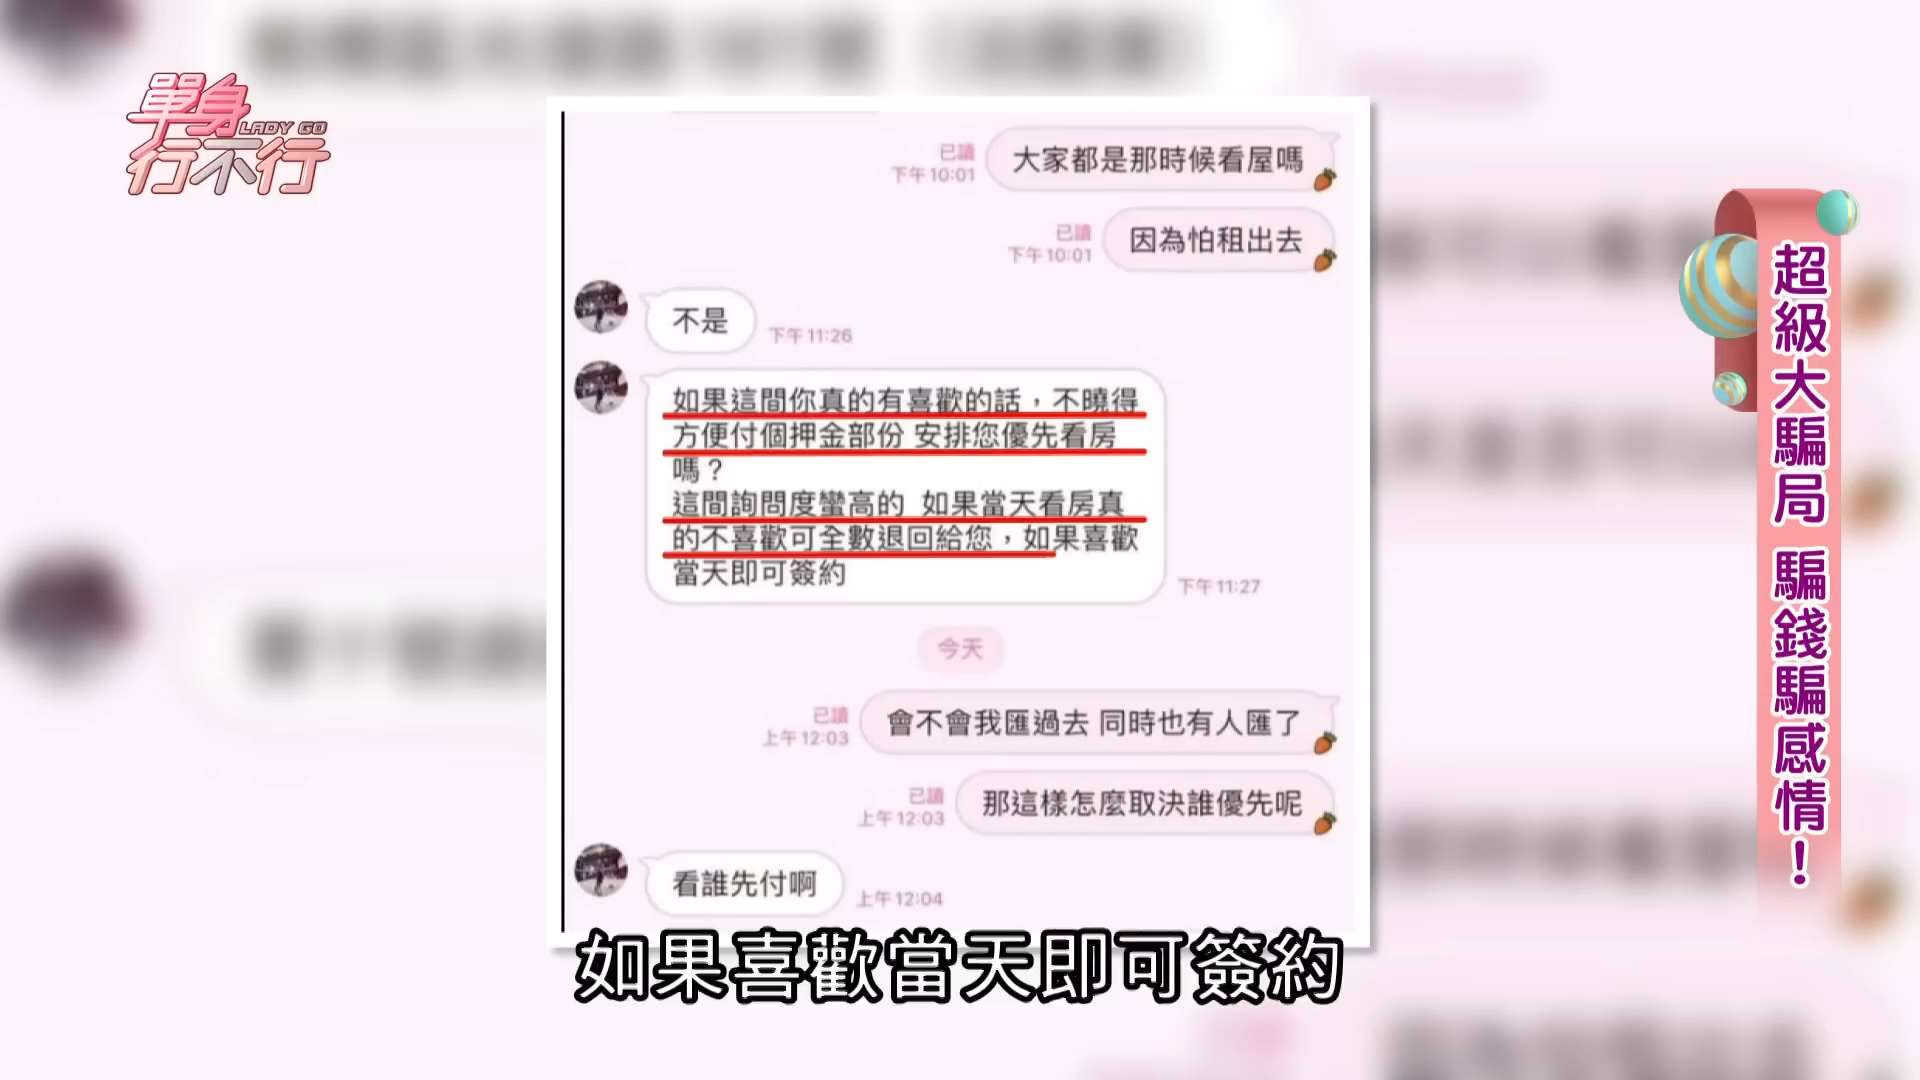 單身
LADY GO
行不行
已讀
下午10:01
大家都是那時候看屋嗎
已讀
下午10:01
因為怕租出去
不是
下午11:26
如果這間你真的有喜歡的話，不曉得
方便付個押金部份 安排您優先看房
嗎？
這間詢問度蠻高的 如果當天看房真
的不喜歡可全數退回給您，如果喜歡
當天即可簽約
下午11:27
今天
已讀
上午12:03
會不會我匯過去 同時也有人匯了
已讀
上午12:03
那這樣怎麼取決誰優先呢
看誰先付啊
上午12:04
超級大騙局 騙錢騙感情！
如果喜歡當天即可簽約